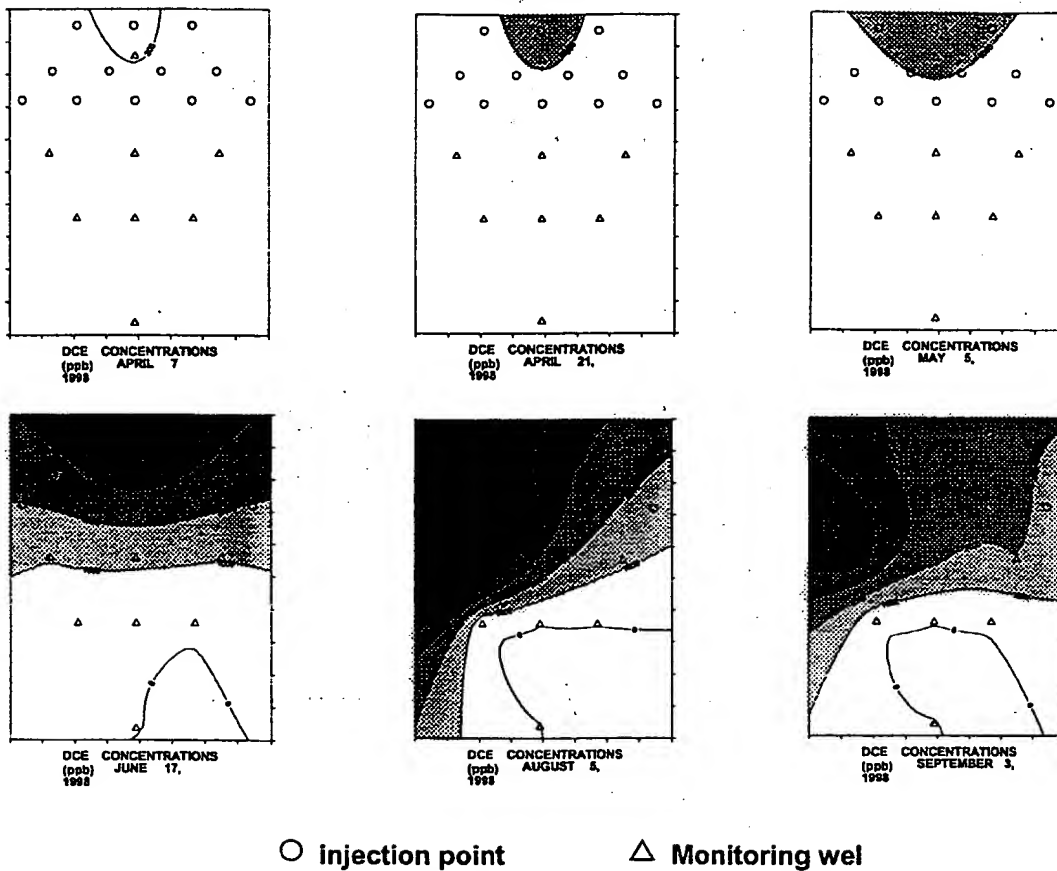 DCE CONCENTRATIONS
(ppb) APRIL 7
1998
DCE CONCENTRATIONS
(ppb) APRIL 21,
1998
DCE CONCENTRATIONS
(ppb) MAY 5,
1998
DCE CONCENTRATIONS
(ppb) JUNE 17,
1998
DCE CONCENTRATIONS
(ppb) AUGUST 5,
1998
DCE CONCENTRATIONS
(ppb) SEPTEMBER 3,
1998
injection point
Monitoring wel